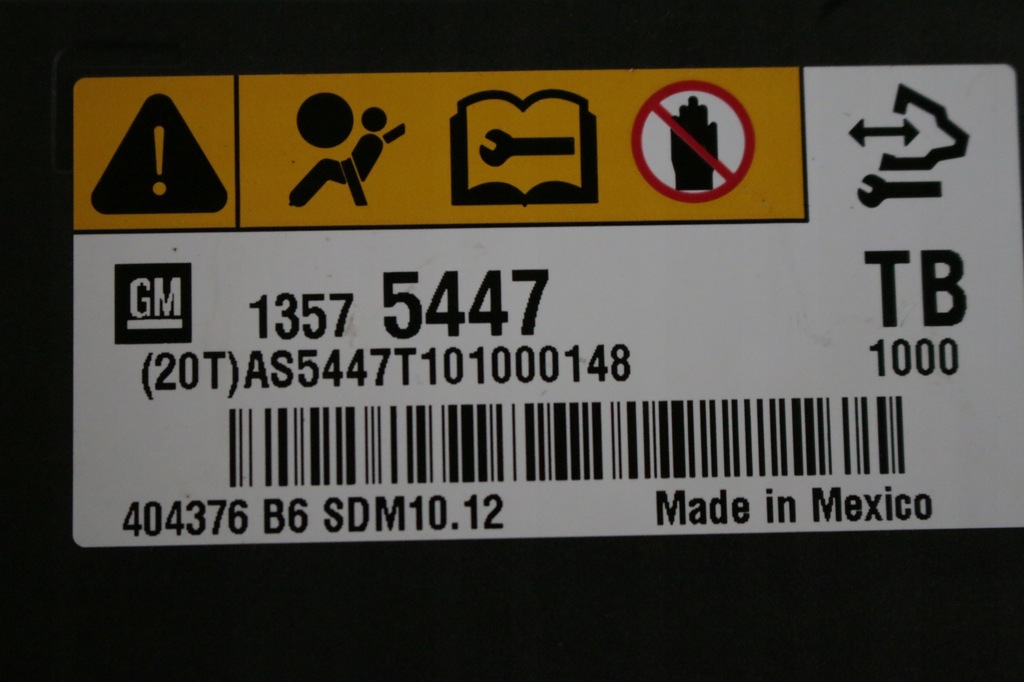 GM 1357 5447 TB
(20T)AS5447T101000148 1000
404376 B6 SDM10.12 Made in Mexico